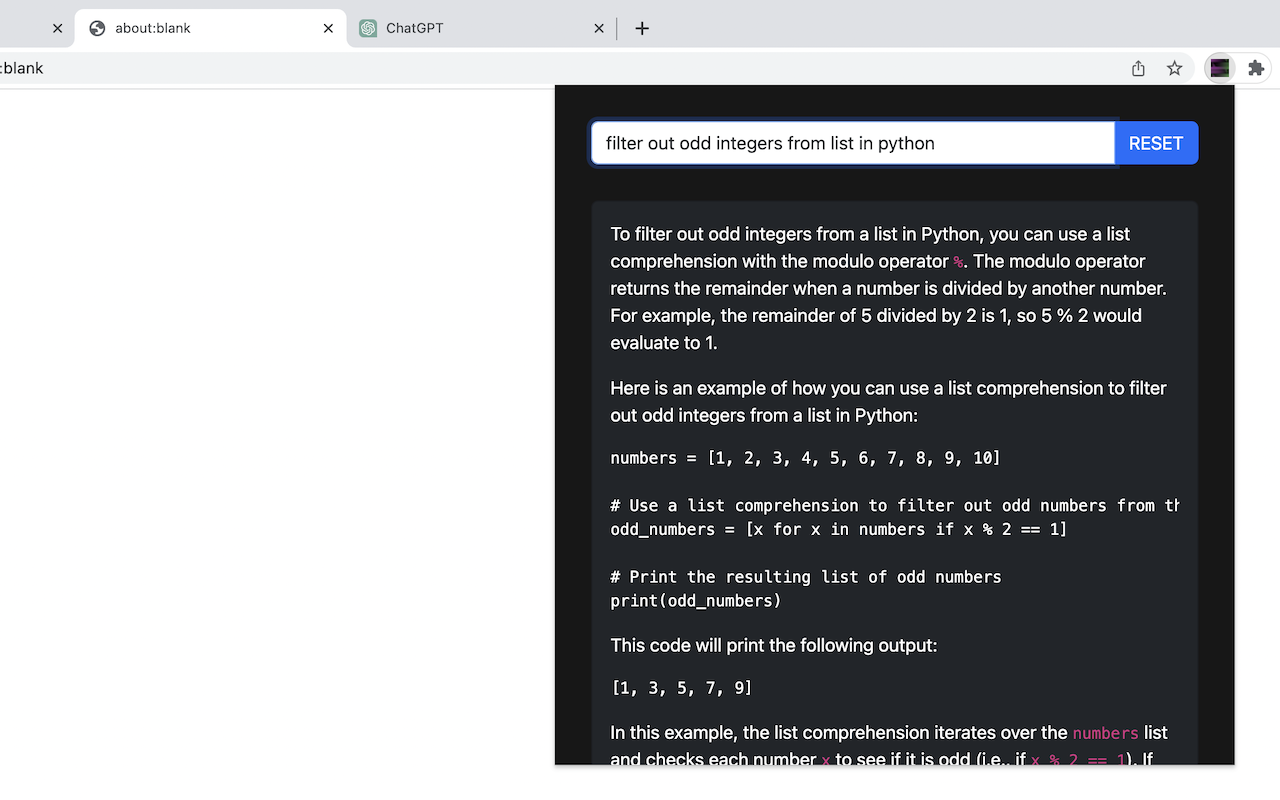 about:blank
ChatGPT
:blank
filter out odd integers from list in python
RESET
To filter out odd integers from a list in Python, you can use a list
comprehension with the modulo operator %. The modulo operator
returns the remainder when a number is divided by another number.
For example, the remainder of 5 divided by 2 is 1, so 5 % 2 would
evaluate to 1.
Here is an example of how you can use a list comprehension to filter
out odd integers from a list in Python:
numbers = [1, 2, 3, 4, 5, 6, 7, 8, 9, 10]
# Use a list comprehension to filter out odd numbers from th
odd_numbers = [x for x in numbers if x % 2 == 1]
# Print the resulting list of odd numbers
print(odd_numbers)
This code will print the following output:
[1, 3, 5, 7, 9]
In this example, the list comprehension iterates over the numbers list
and checks each number x to see if it is odd (i.e., if x % 2 == 1). If